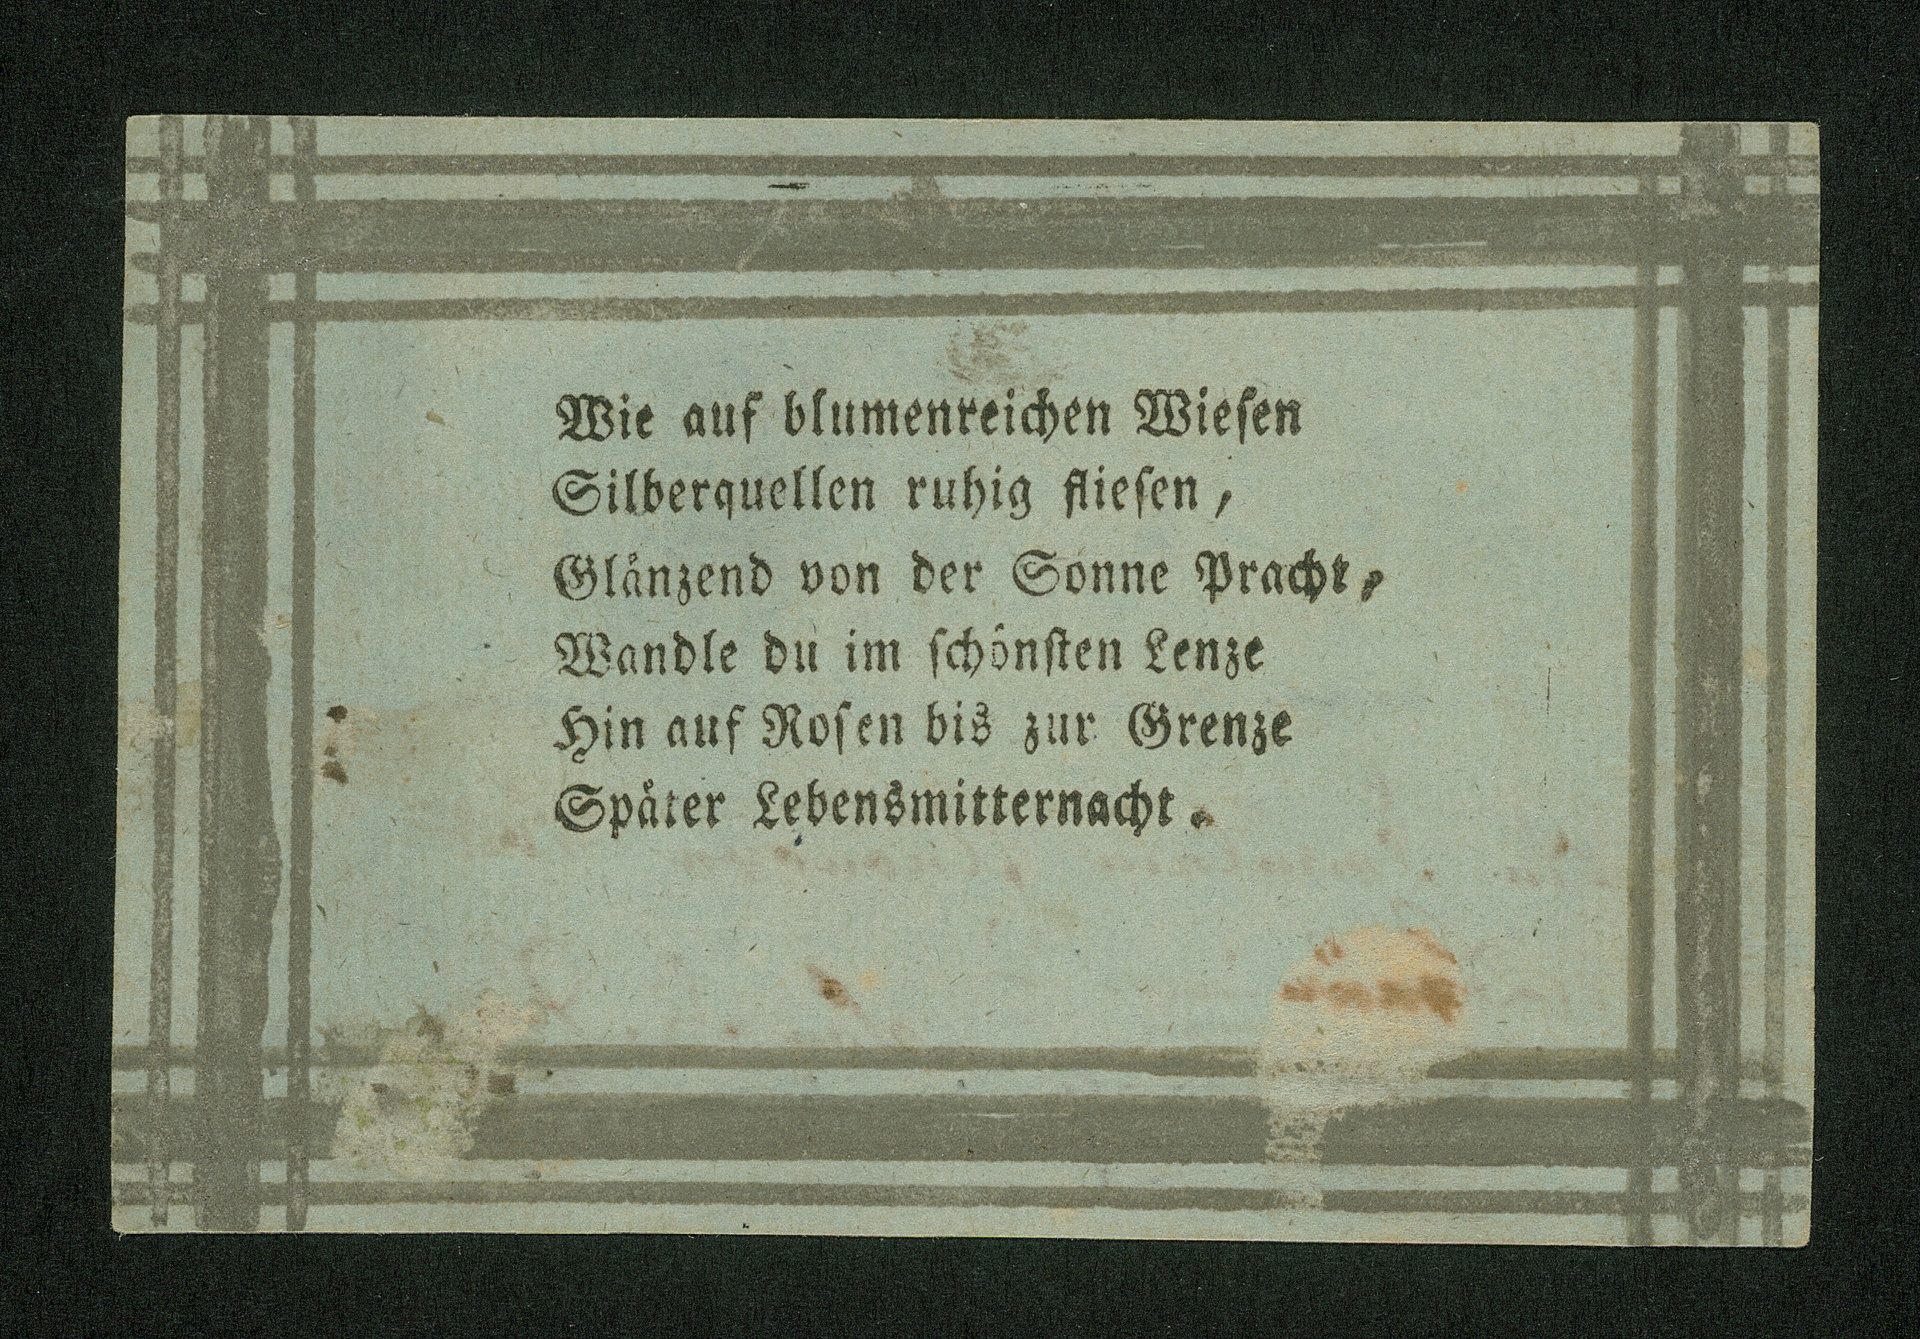 Wie auf blumenreichen Wieſen
Silberquellen ruhig flieſen,
Glänzend von der Sonne Pracht,
Wandle du im ſchönſten Lenze
Hin auf Roſen bis zur Grenze
Später Lebensmitternacht.